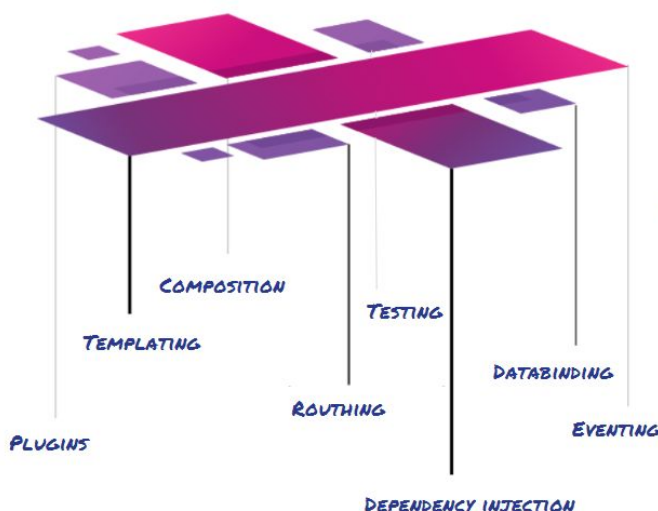 COMPOSITION
TESTING
TEMPLATING
DATABINDING
ROUTHING
EVENTING
PLUGINS
DEPENDENCY INJECTION